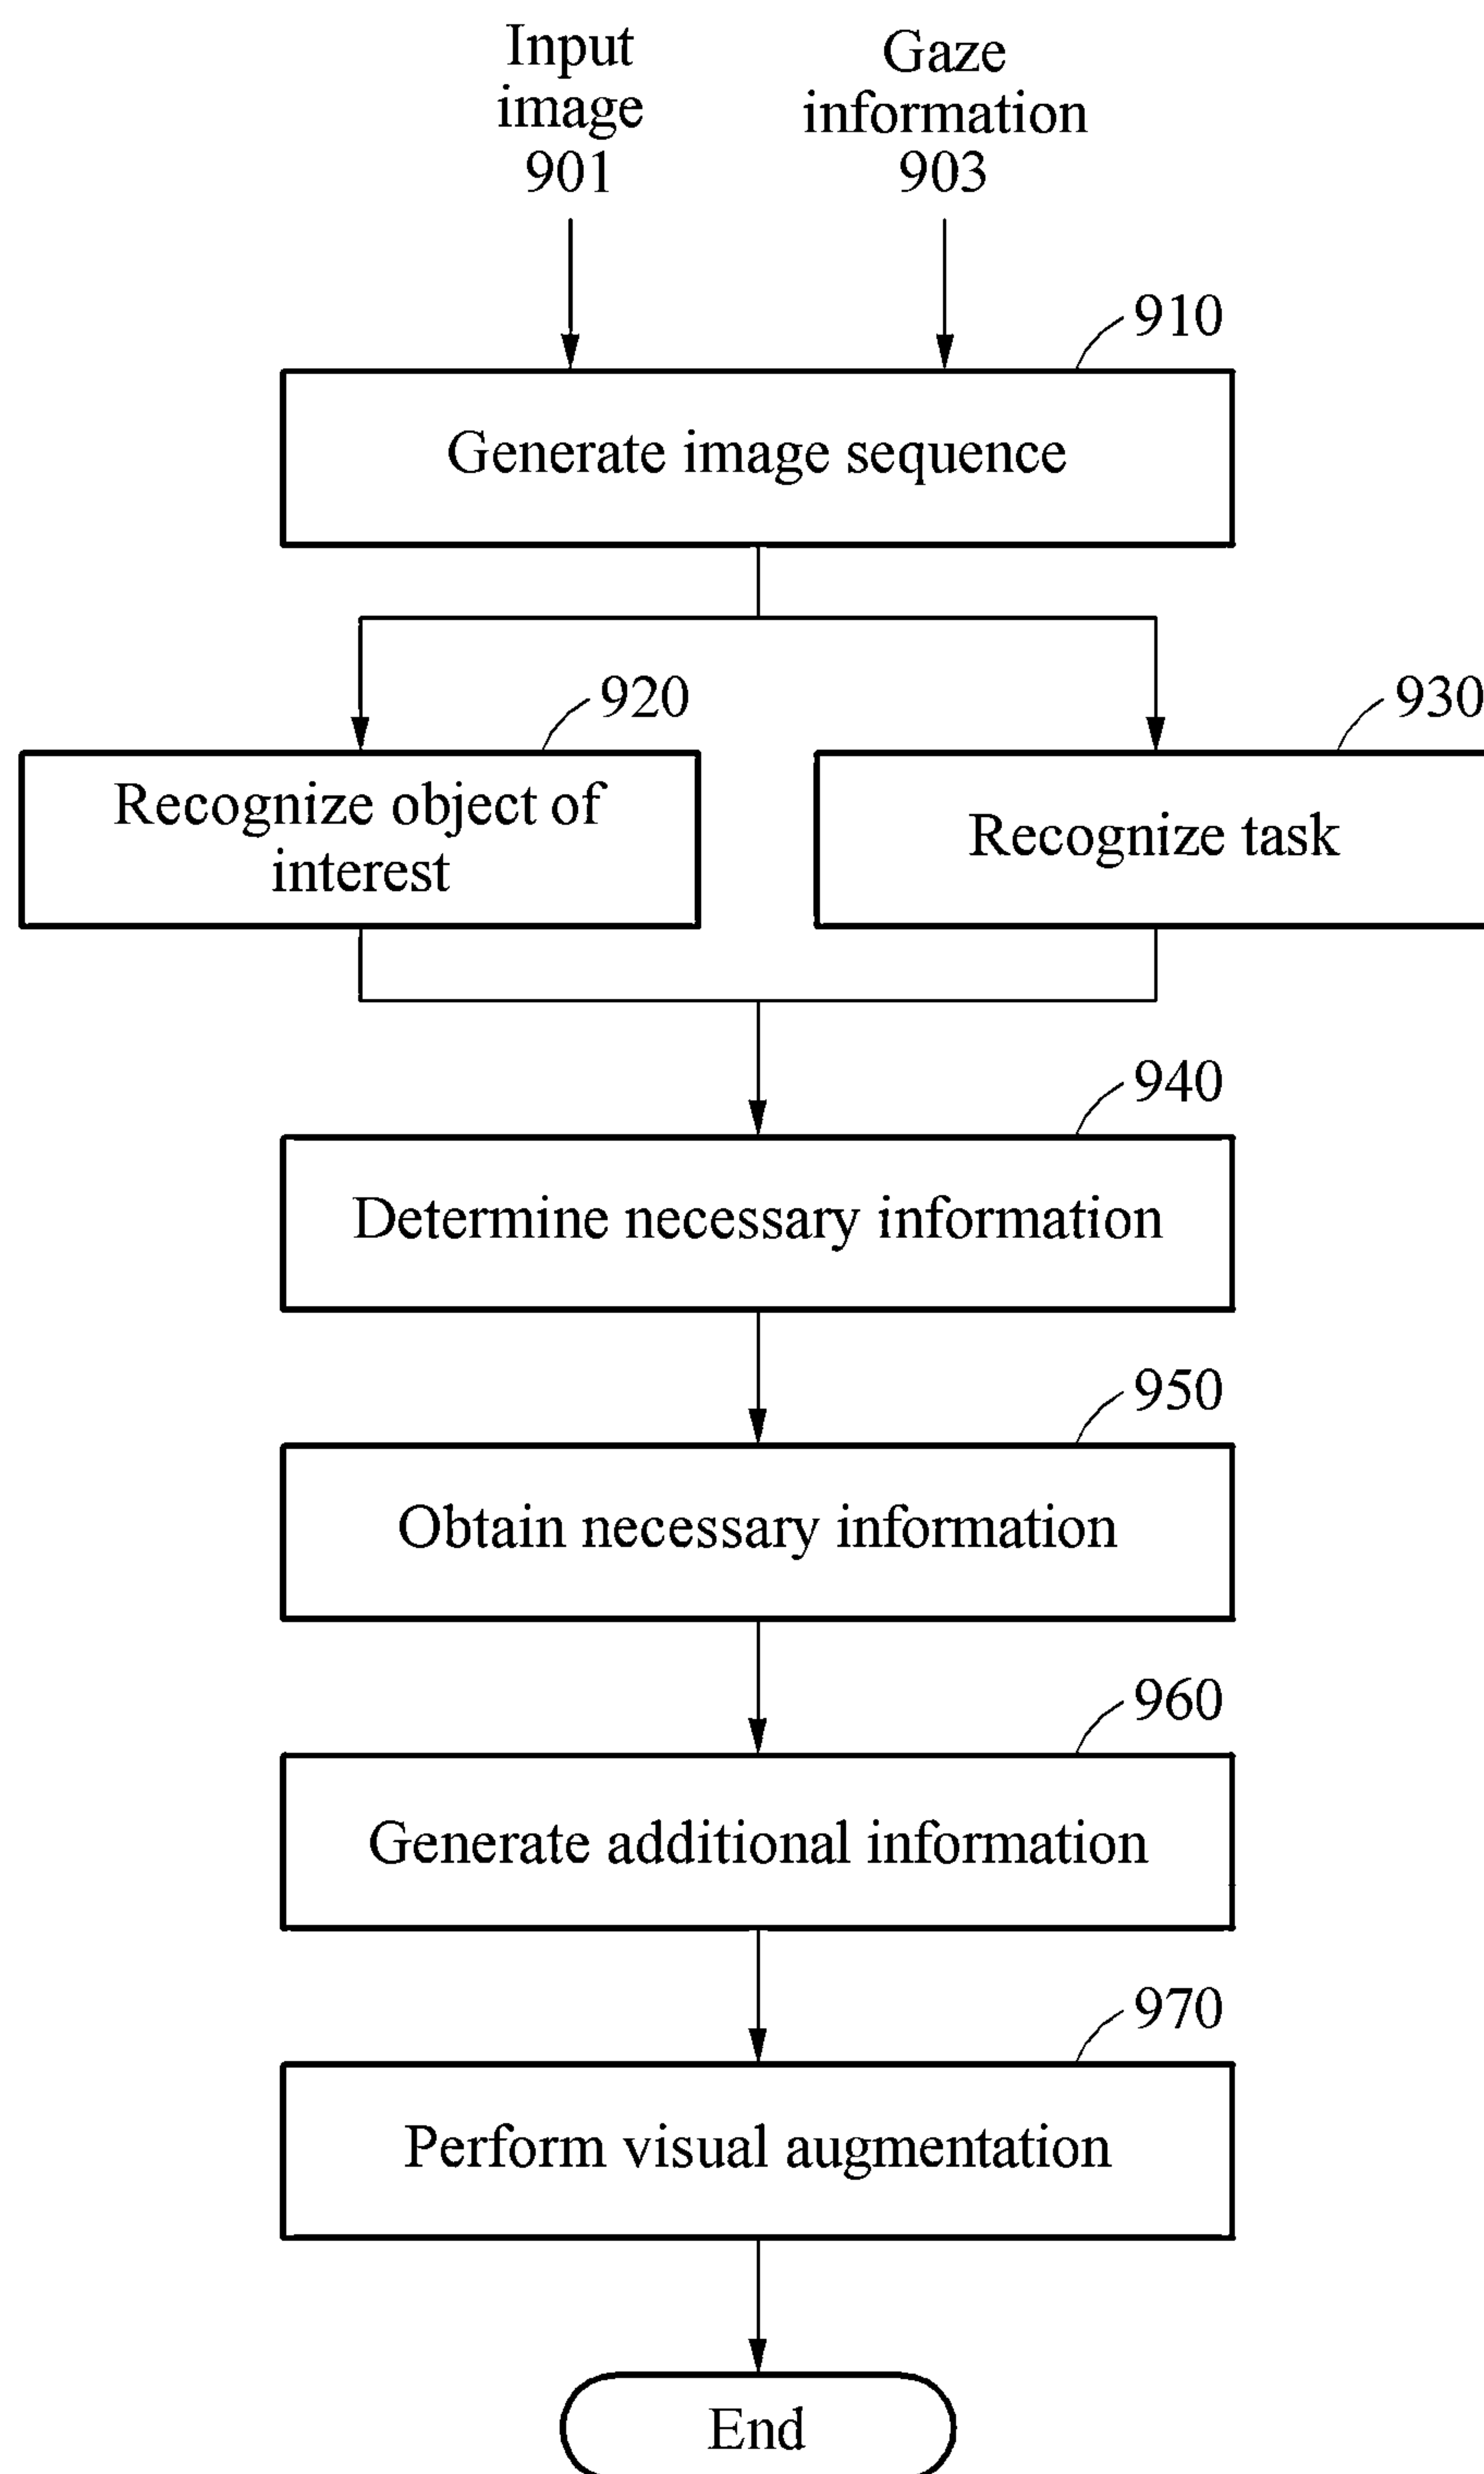 Input
image
901
Gaze
information
903
910
Generate image sequence
920
930
Recognize object of
interest
Recognize task
940
Determine necessary information
950
Obtain necessary information
960
Generate additional information
970
Perform visual augmentation
End